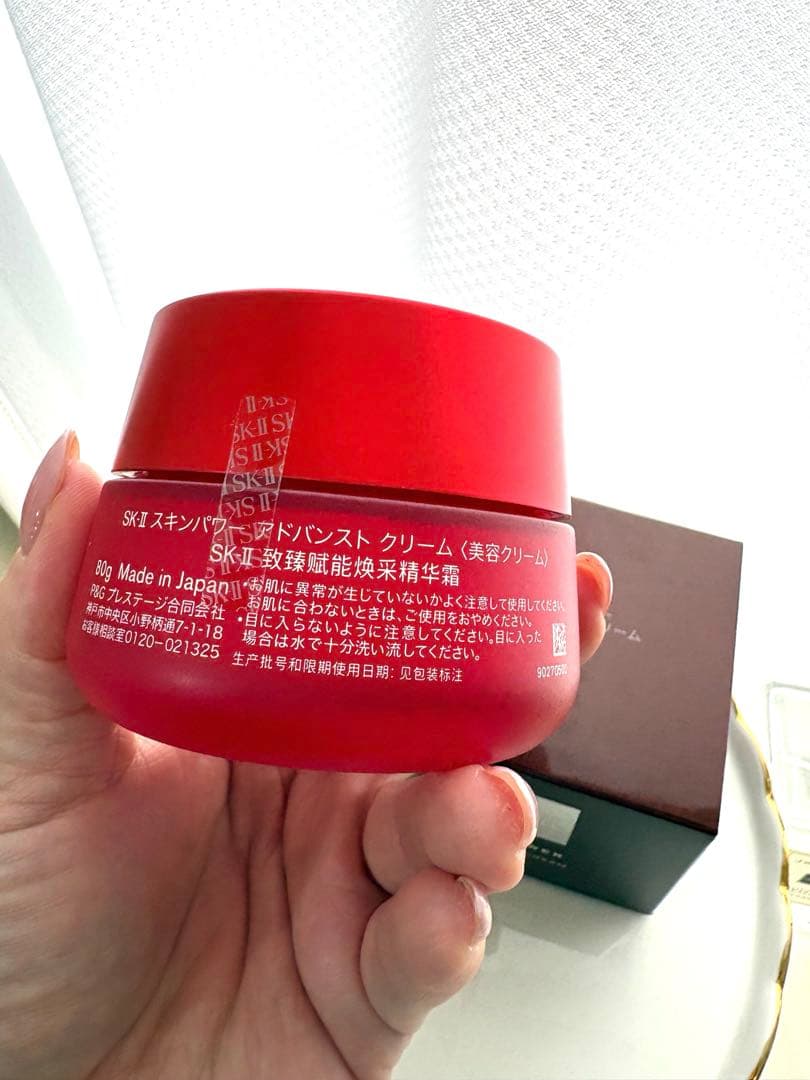 SK-II スキンパワー アドバンスト クリーム〈美容クリーム〉
SK-II 致臻赋能焕采精华霜
80g Made in Japan
P&G プレステージ合同会社
神戸市中央区小野柄通7-1-18
お客様相談室0120-021325
・お肌に異常が生じていないかよく注意して使用してください。
お肌に合わないときは、ご使用をおやめください。
・目に入らないように注意してください。目に入った
場合は水で十分洗い流してください。
生产批号和限期使用日期: 见包装标注
SK-II
SK-II
SK-II
リーム